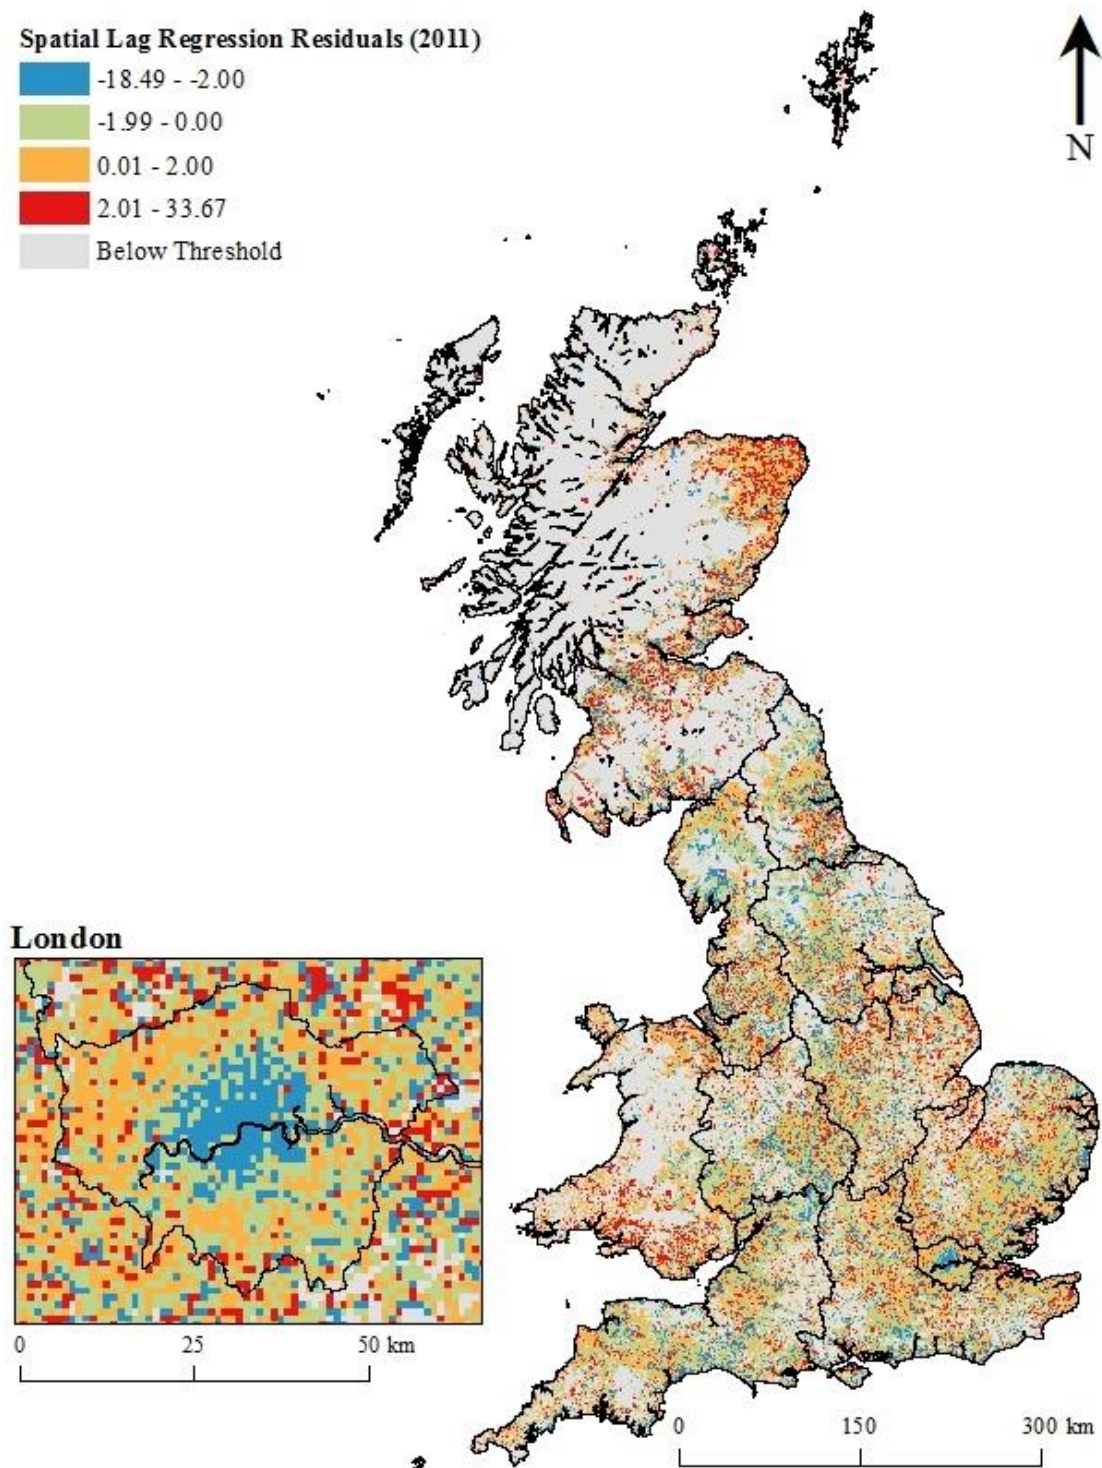 Spatial Lag Regression Residuals (2011)
-18.49 - -2.00
-1.99 - 0.00
0.01 - 2.00
2.01 - 33.67
Below Threshold
N
London
0 25 50 km
0 150 300 km